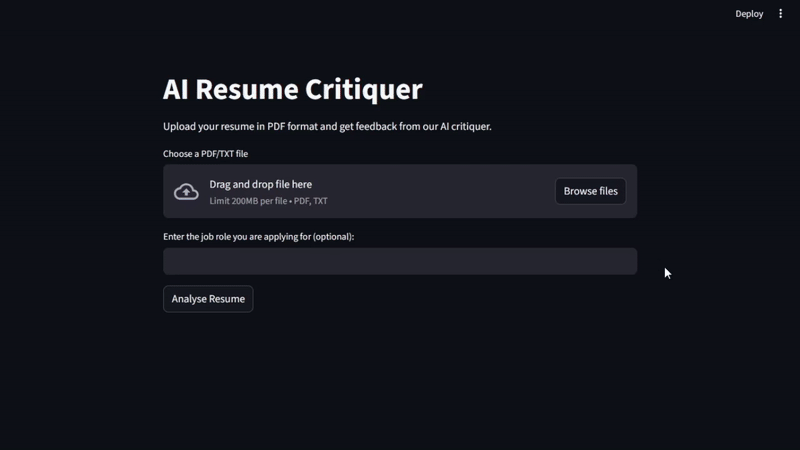 Deploy
AI Resume Critiquer
Upload your resume in PDF format and get feedback from our AI critiquer.
Choose a PDF/TXT file
Drag and drop file here
Limit 200MB per file • PDF, TXT
Browse files
Enter the job role you are applying for (optional):
Analyse Resume